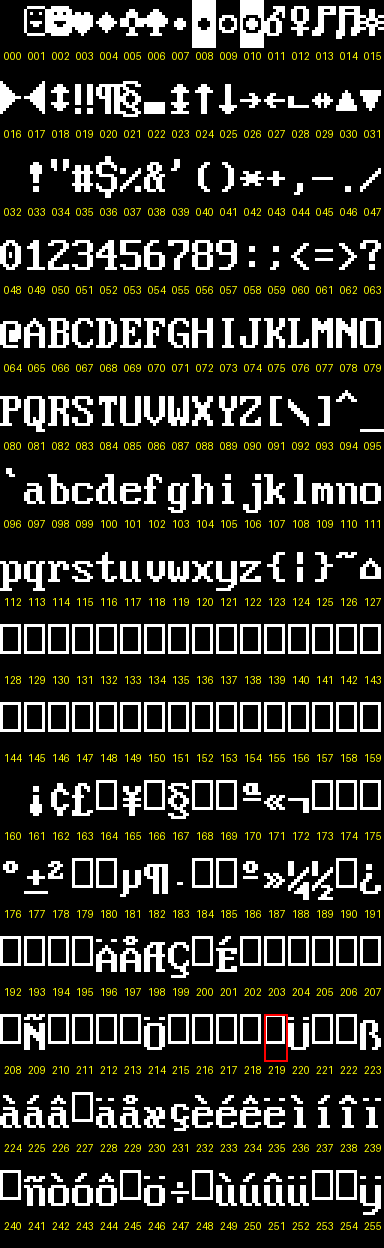 ☺☻♥♦♣♠•◘○◙♂♀♪♫☼
000 001 002 003 004 005 006 007 008 009 010 011 012 013 014 015
►◄↕‼¶§▬↨↑↓→←∟↔▲▼
016 017 018 019 020 021 022 023 024 025 026 027 028 029 030 031
!"#$%&'()*+,-./
032 033 034 035 036 037 038 039 040 041 042 043 044 045 046 047
0123456789:;<=>?
048 049 050 051 052 053 054 055 056 057 058 059 060 061 062 063
@ABCDEFGHIJKLMNO
064 065 066 067 068 069 070 071 072 073 074 075 076 077 078 079
PQRSTUVWXYZ[\]^_
080 081 082 083 084 085 086 087 088 089 090 091 092 093 094 095
`abcdefghijklmno
096 097 098 099 100 101 102 103 104 105 106 107 108 109 110 111
pqrstuvwxyz{¦}~⌂
112 113 114 115 116 117 118 119 120 121 122 123 124 125 126 127
□□□□□□□□□□□□□□□□
128 129 130 131 132 133 134 135 136 137 138 139 140 141 142 143
□□□□□□□□□□□□□□□□
144 145 146 147 148 149 150 151 152 153 154 155 156 157 158 159
¡¢£□¥□§□□ª«¬□□□
160 161 162 163 164 165 166 167 168 169 170 171 172 173 174 175
°±²□□µ¶·□□º»¼½□¿
176 177 178 179 180 181 182 183 184 185 186 187 188 189 190 191
□□□□ÄÅÆÇ□É□□□□□□
192 193 194 195 196 197 198 199 200 201 202 203 204 205 206 207
□Ñ□□□□Ö□□□□□Ü□□ß
208 209 210 211 212 213 214 215 216 217 218 219 220 221 222 223
àáâ□äåæçèéêëìíîï
224 225 226 227 228 229 230 231 232 233 234 235 236 237 238 239
□ñòóô□ö÷□ùúûü□□ÿ
240 241 242 243 244 245 246 247 248 249 250 251 252 253 254 255